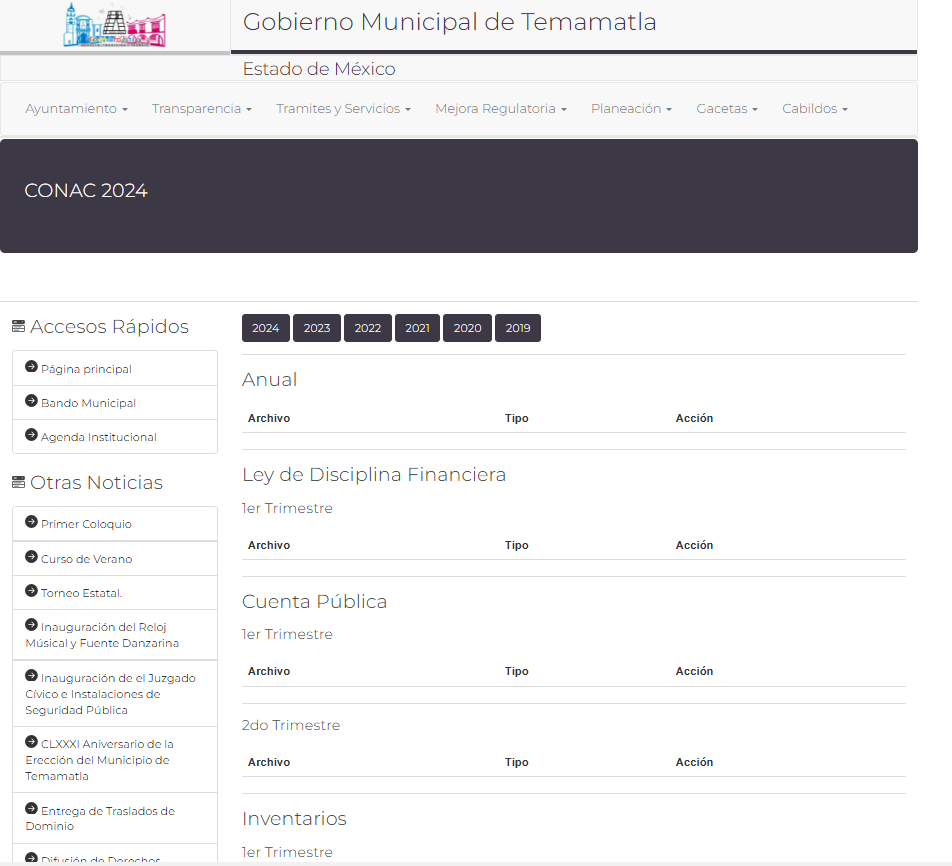 Gobierno Municipal de Temamatla
Estado de México
Ayuntamiento
Transparencia
Tramites y Servicios
Mejora Regulatoria
Planeación
Gacetas
Cabildos
CONAC 2024
Accesos Rápidos
Página principal
Bando Municipal
Agenda Institucional
Otras Noticias
Primer Coloquio
Curso de Verano
Torneo Estatal.
Inauguración del Reloj
Músical y Fuente Danzarina
Inauguración de el Juzgado
Cívico e Instalaciones de
Seguridad Pública
CLXXXI Aniversario de la
Erección del Municipio de
Temamatla
Entrega de Traslados de
Dominio
Difusión de Derechos
2024 2023 2022 2021 2020 2019
Anual
Archivo Tipo Acción
Ley de Disciplina Financiera
1er Trimestre
Archivo Tipo Acción
Cuenta Pública
1er Trimestre
Archivo Tipo Acción
2do Trimestre
Archivo Tipo Acción
Inventarios
1er Trimestre